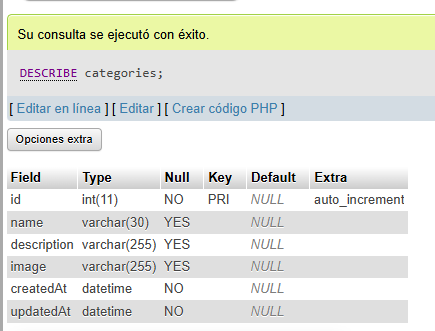 Su consulta se ejecutó con éxito.
DESCRIBE categories;
[ Editar en línea ] [ Editar ] [ Crear código PHP ]
Opciones extra
Field Type Null Key Default Extra
id int(11) NO PRI NULL auto_increment
name varchar(30) YES NULL
description varchar(255) YES NULL
image varchar(255) YES NULL
createdAt datetime NO NULL
updatedAt datetime NO NULL